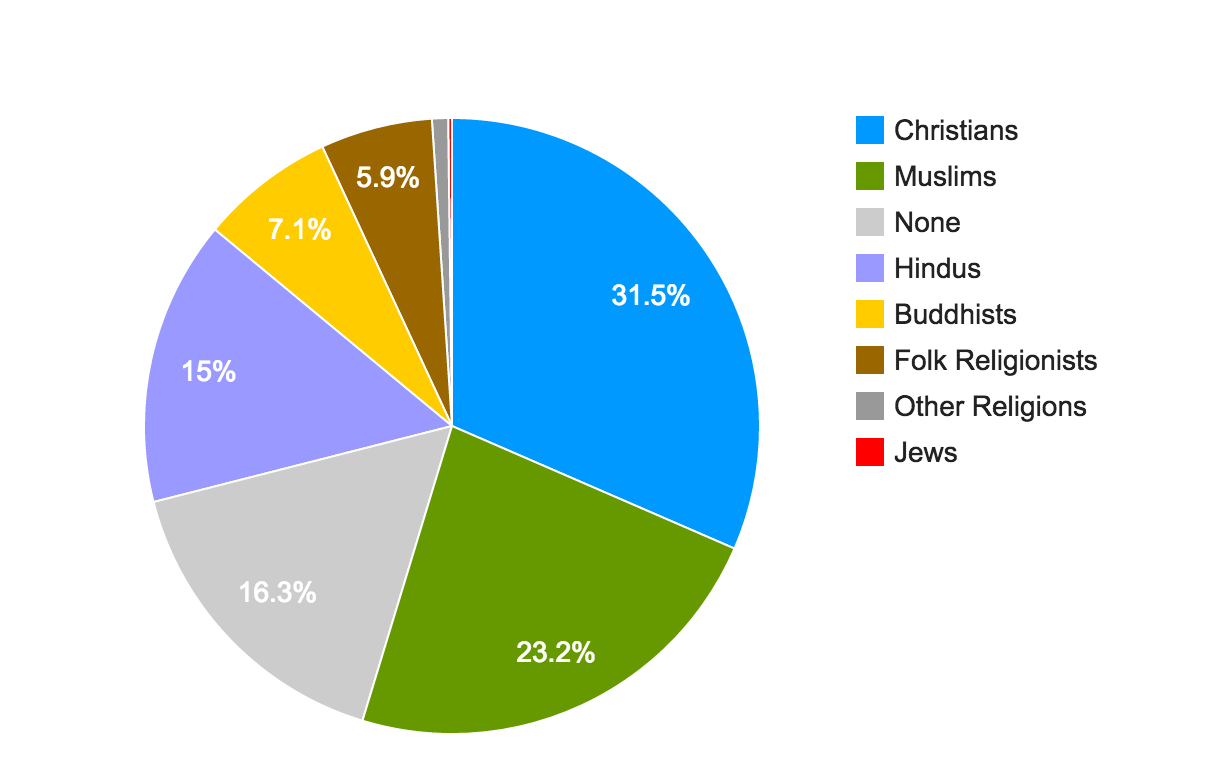 5.9%
7.1%
31.5%
15%
16.3%
23.2%
Christians
Muslims
None
Hindus
Buddhists
Folk Religionists
Other Religions
Jews